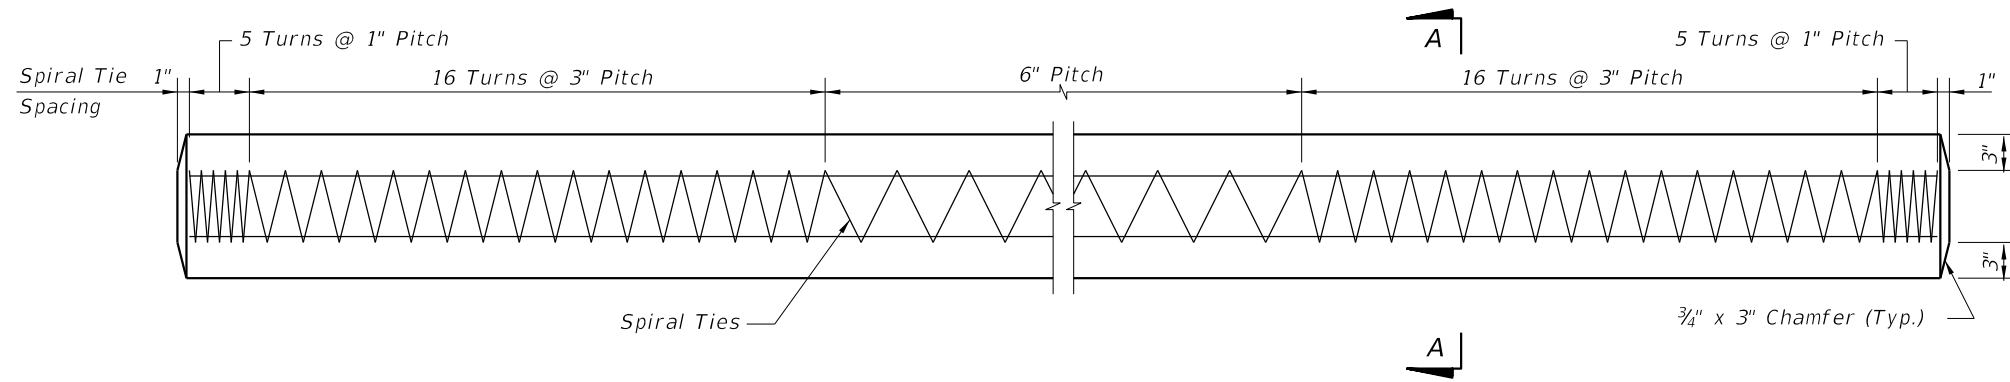 5 Turns @ 1" Pitch
A
5 Turns @ 1" Pitch
Spiral Tie
Spacing
1"
16 Turns @ 3" Pitch
6" Pitch
16 Turns @ 3" Pitch
1"
3"
3"
Spiral Ties
¾" x 3" Chamfer (Typ.)
A